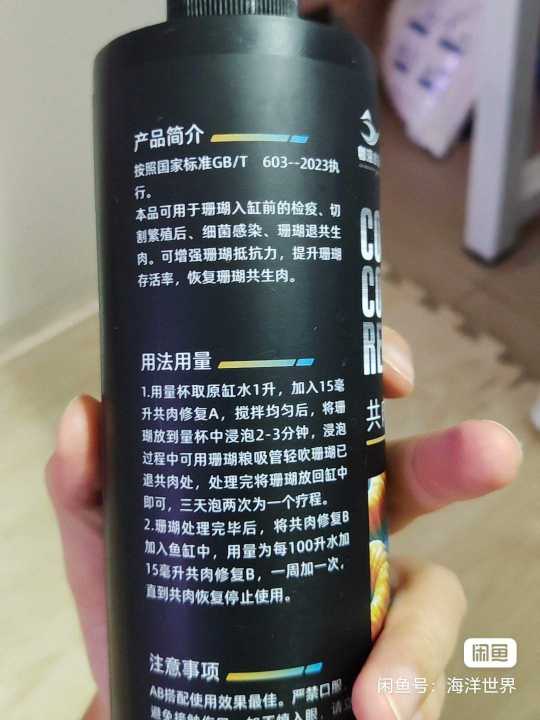 产品简介
按照国家标准GB/T 603--2023执
行。
本品可用于珊瑚入缸前的检疫、切
割繁殖后、细菌感染、珊瑚退共生
肉。可增强珊瑚抵抗力，提升珊瑚
存活率，恢复珊瑚共生肉。
CO
CO
RE
共
用法用量
1.用量杯取原缸水1升，加入15毫
升共肉修复A，搅拌均匀后，将珊
瑚放到量杯中浸泡2-3分钟，浸泡
过程中可用珊瑚粮吸管轻吹珊瑚已
退共肉处，处理完将珊瑚放回缸中
即可，三天泡两次为一个疗程。
2.珊瑚处理完毕后，将共肉修复B
加入鱼缸中，用量为每100升水加
15毫升共肉修复B，一周加一次，
直到共肉恢复停止使用。
注意事项
AB搭配使用效果最佳。严禁口服，
闲鱼
闲鱼号：海洋世界